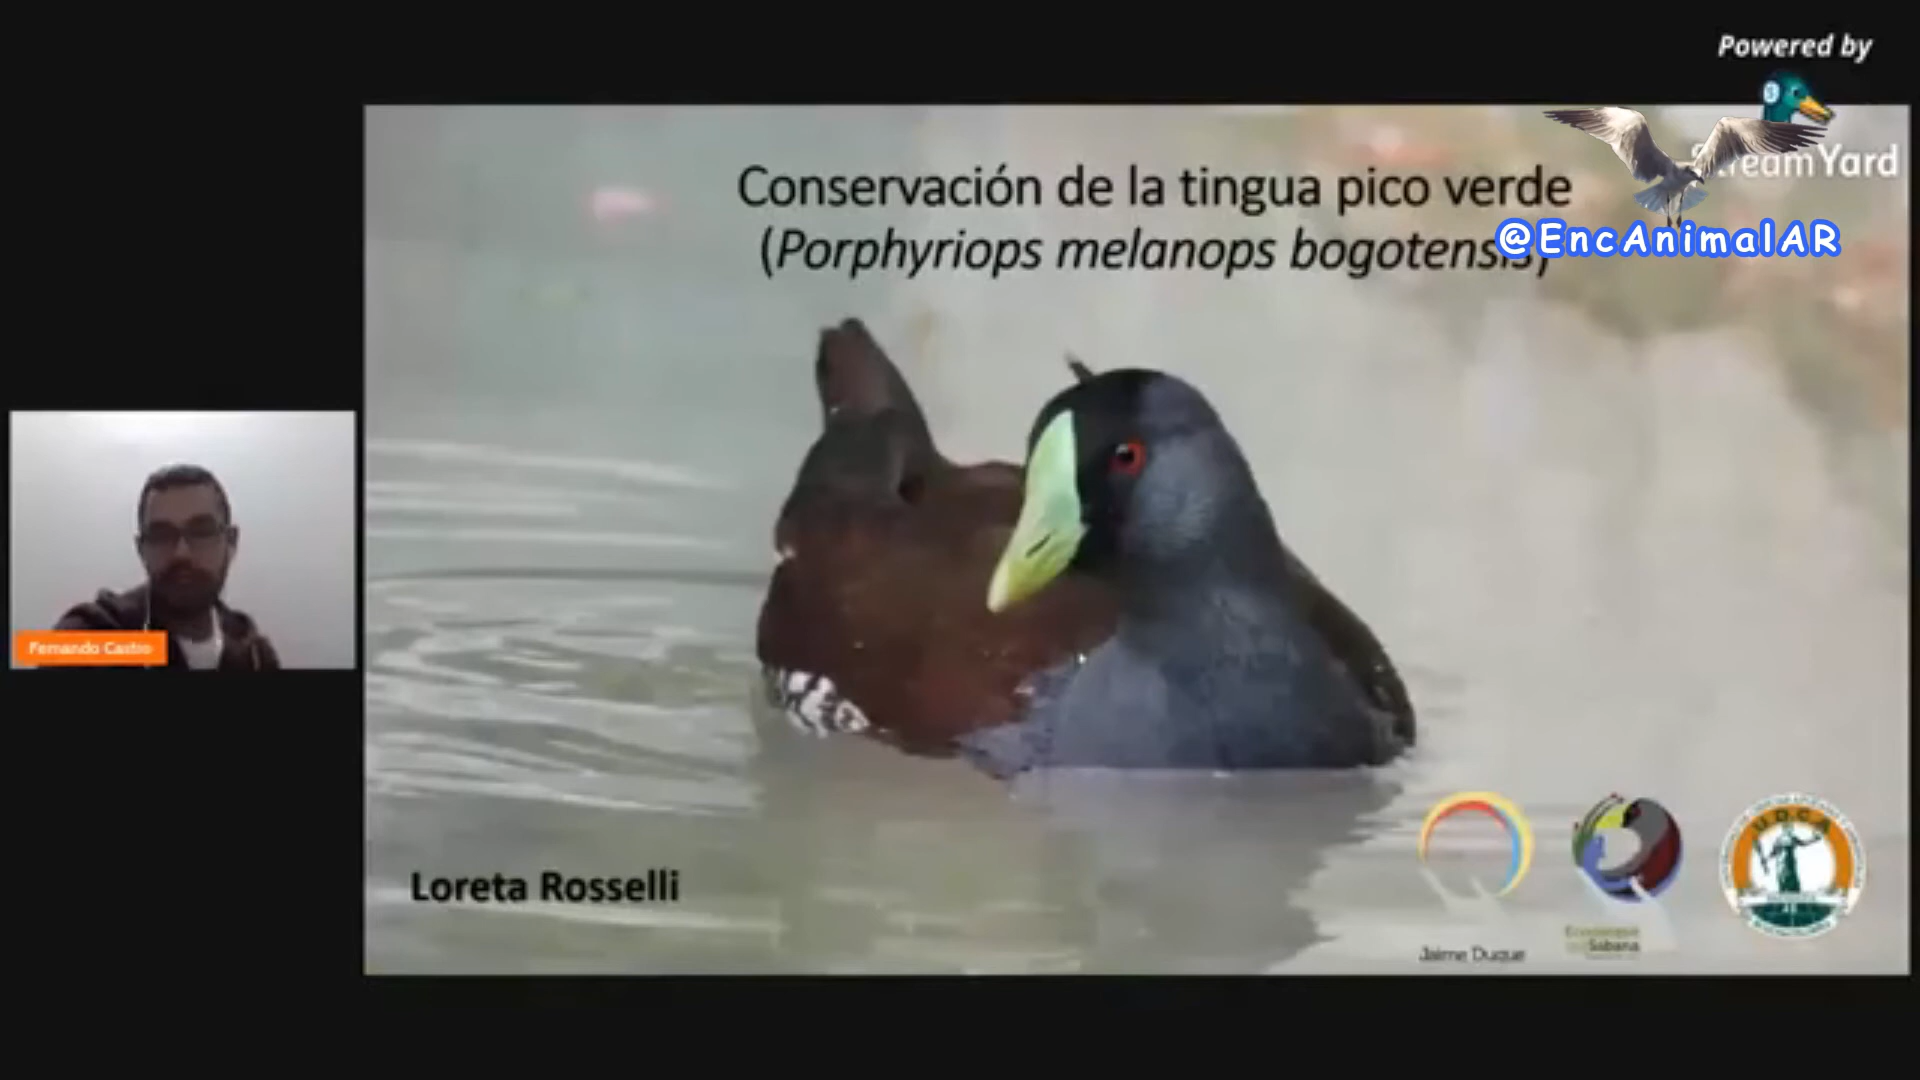 Powered by
StreamYard
@EncAnimalAR
Conservación de la tingua pico verde
(Porphyriops melanops bogotensis)
Fernando Castro
Loreta Rosselli
Jaime Duque
Sabana
U.D.C.A